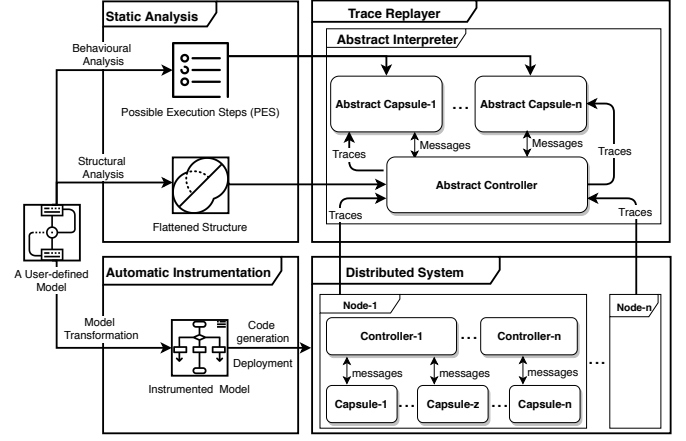 Static Analysis
Trace Replayer
Behavioural
Analysis
Abstract Interpreter
Possible Execution Steps (PES)
Abstract Capsule-1
...
Abstract Capsule-n
Traces
Messages
Messages
Traces
Structural
Analysis
Abstract Controller
Flattened Structure
Traces
Traces
A User-defined
Model
Automatic Instrumentation
Distributed System
Node-1
Node-n
Model
Transformation
Code
generation
Deployment
Controller-1
...
Controller-n
messages
messages
messages
...
Instrumented Model
Capsule-1
...
Capsule-z
...
Capsule-n